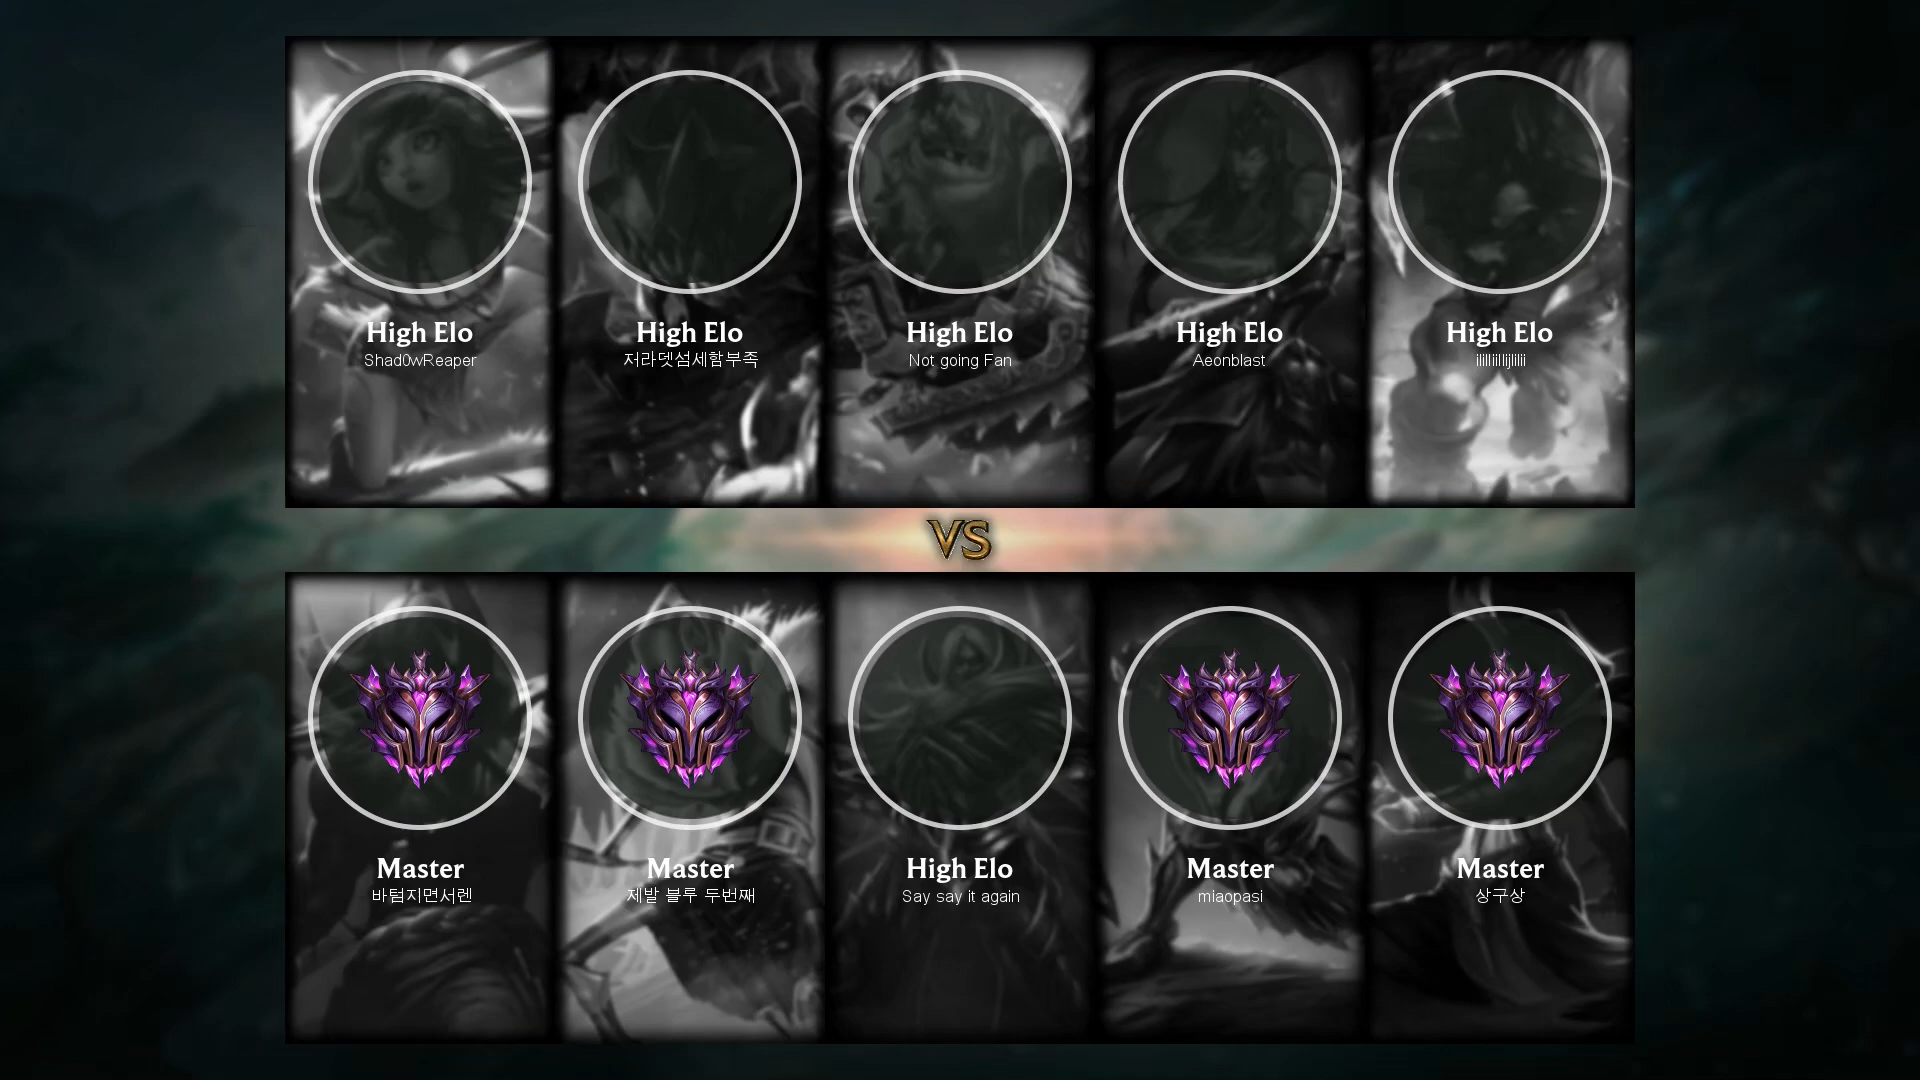 High Elo
Shad0wReaper
High Elo
저라뎃섬세함부족
High Elo
Not going Fan
High Elo
Aeonblast
High Elo
VS
Master
바텀지면서렌
Master
제발 블루 두번째
High Elo
Say say it again
Master
miaopasi
Master
상구상